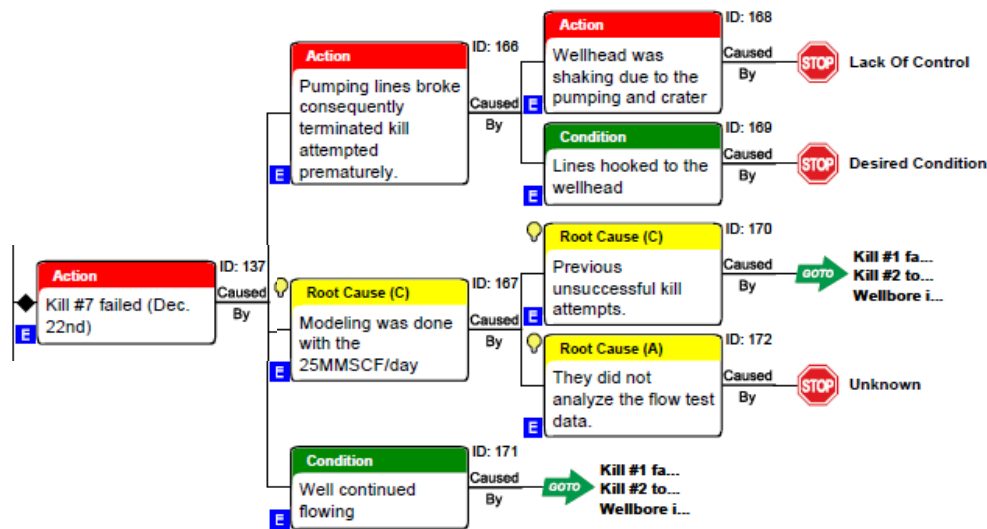 Action
ID: 137
Kill #7 failed (Dec.
22nd)
E
Caused
By
Action
ID: 166
Pumping lines broke
consequently
terminated kill
attempted
prematurely.
E
Caused
By
Action
ID: 168
Wellhead was
shaking due to the
pumping and crater
E
Caused
By
STOP
Lack Of Control
Condition
ID: 169
Lines hooked to the
wellhead
E
Caused
By
STOP
Desired Condition
Root Cause (C)
ID: 167
Modeling was done
with the
25MMSCF/day
E
Caused
By
Root Cause (C)
ID: 170
Previous
unsuccessful kill
attempts.
E
Caused
By
GOTO
Kill #1 fa...
Kill #2 to...
Wellbore i...
Root Cause (A)
ID: 172
They did not
analyze the flow test
data.
E
Caused
By
STOP
Unknown
Condition
ID: 171
Well continued
flowing
E
Caused
By
GOTO
Kill #1 fa...
Kill #2 to...
Wellbore i...